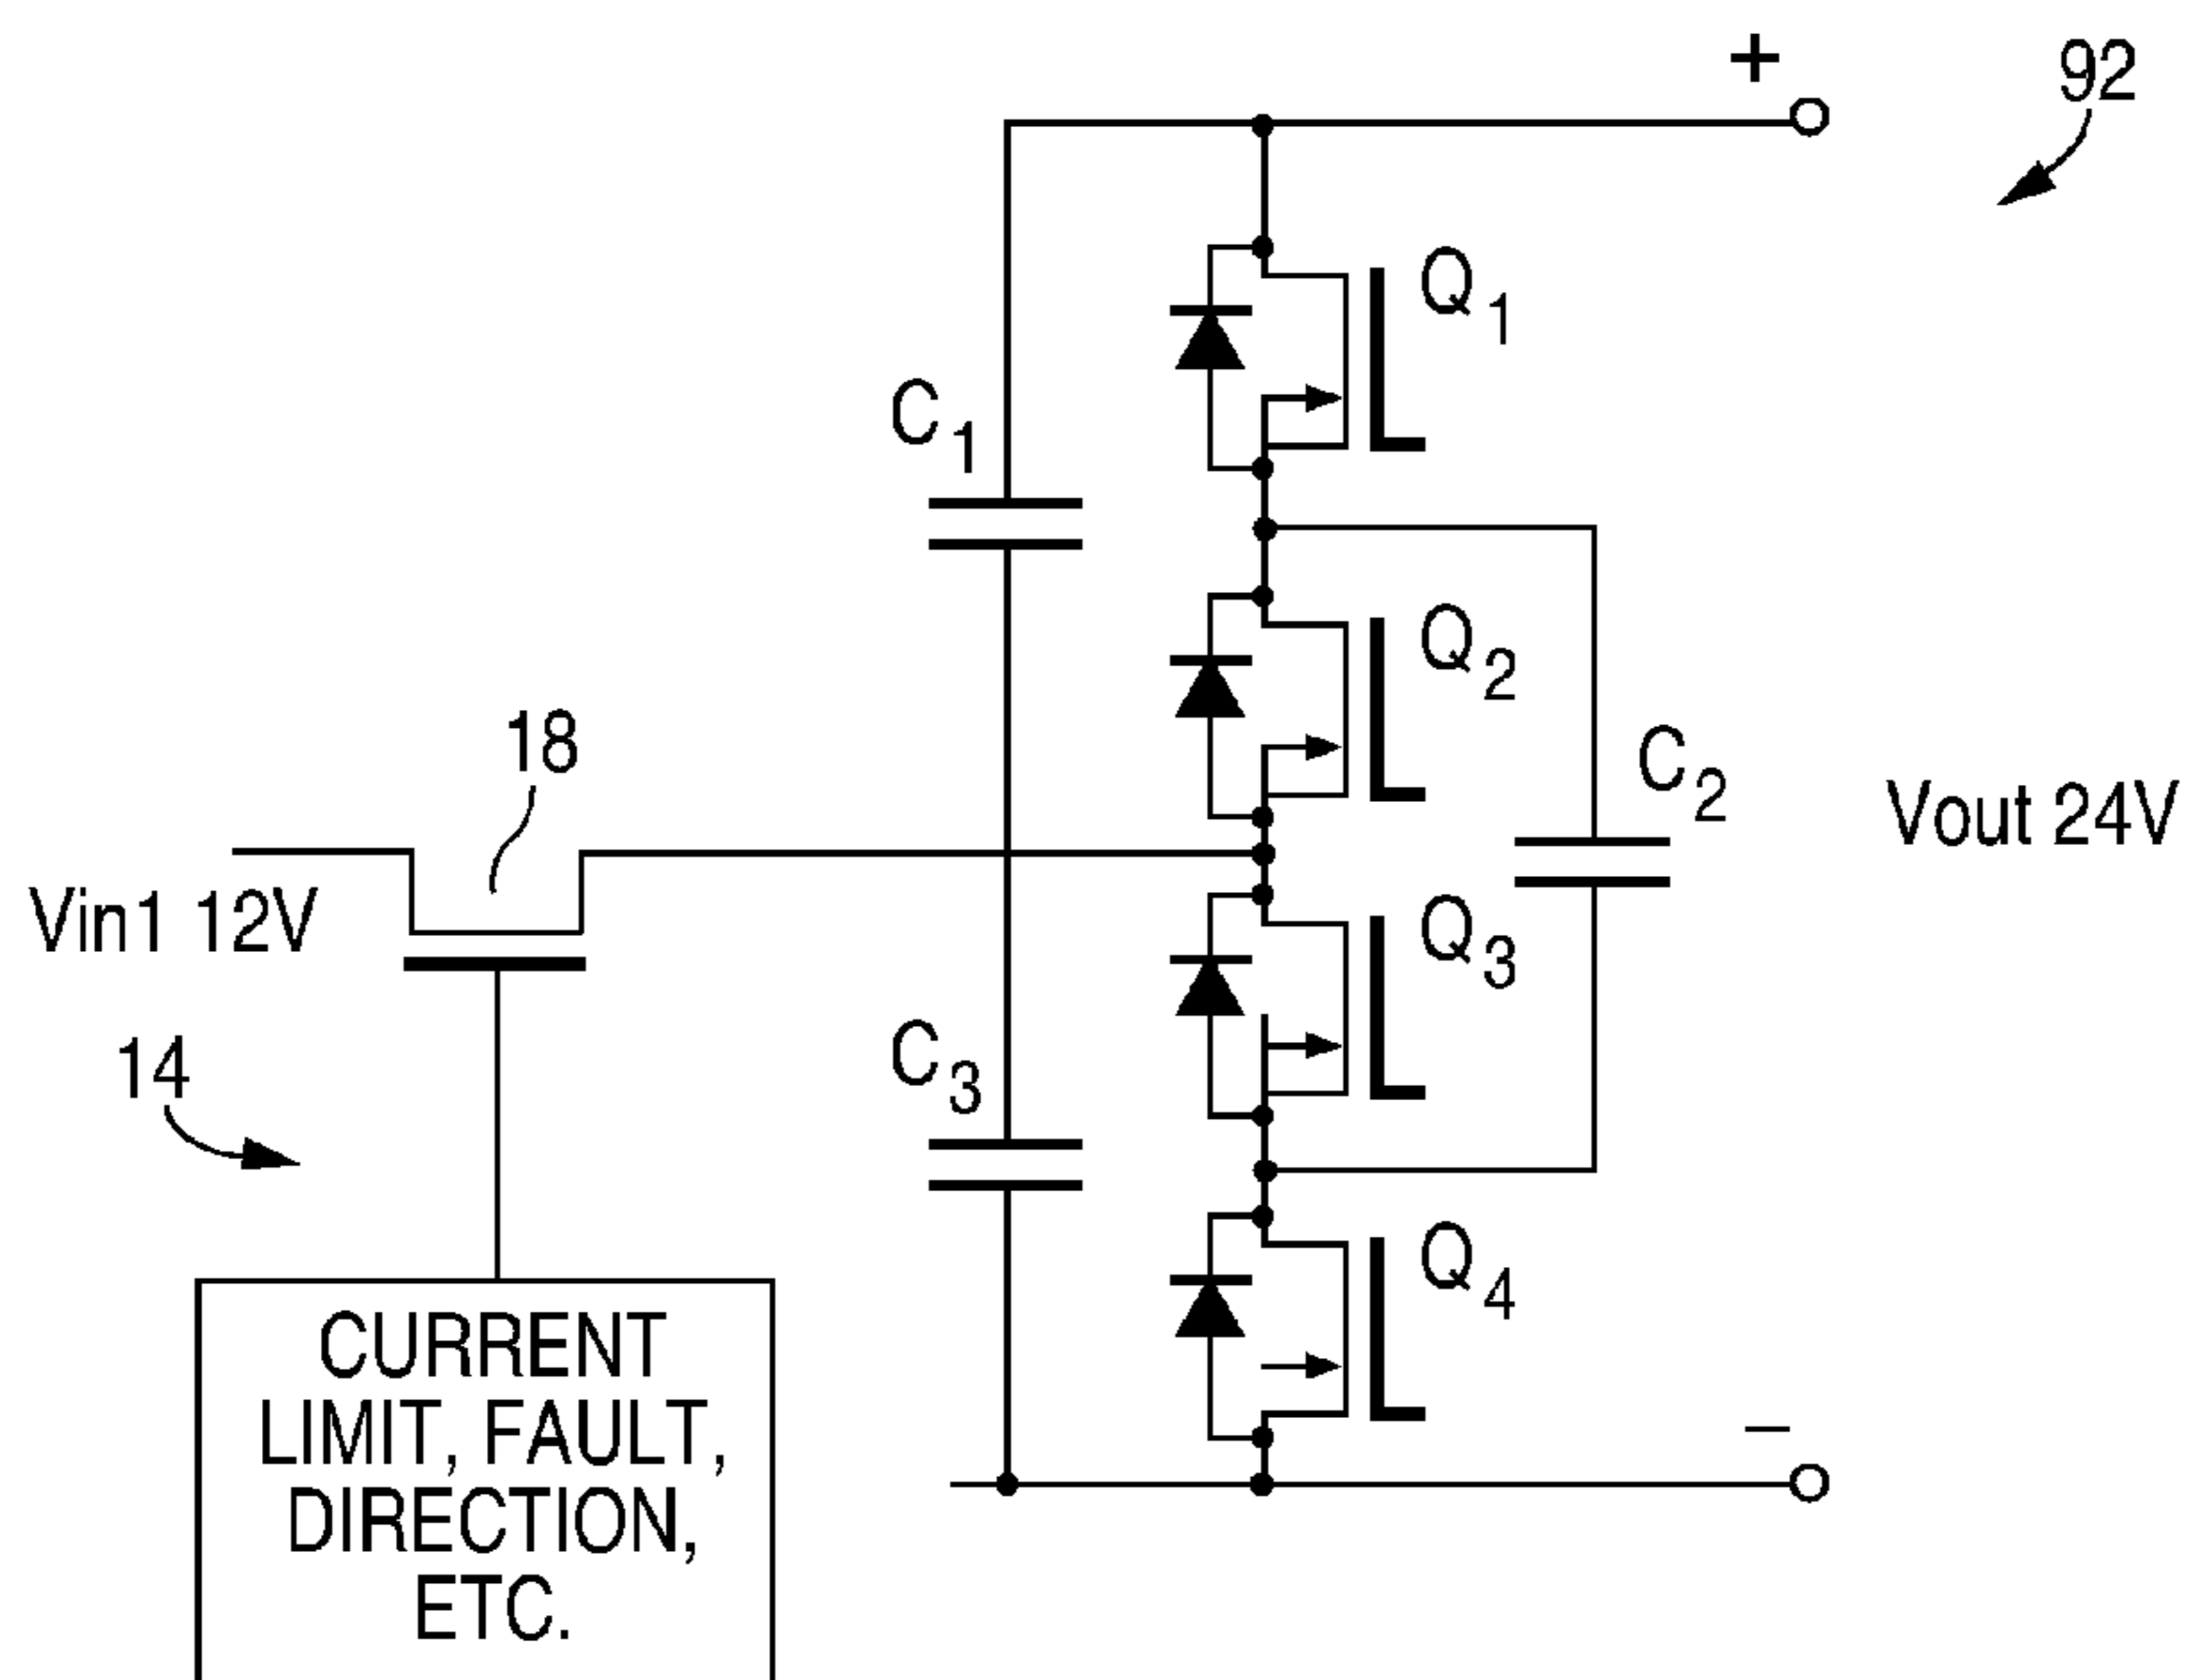 +
92
Q1
C1
Q2
18
C2
Vout 24V
Vin1 12V
Q3
14
C3
Q4
CURRENT
LIMIT, FAULT,
DIRECTION,
ETC.
–